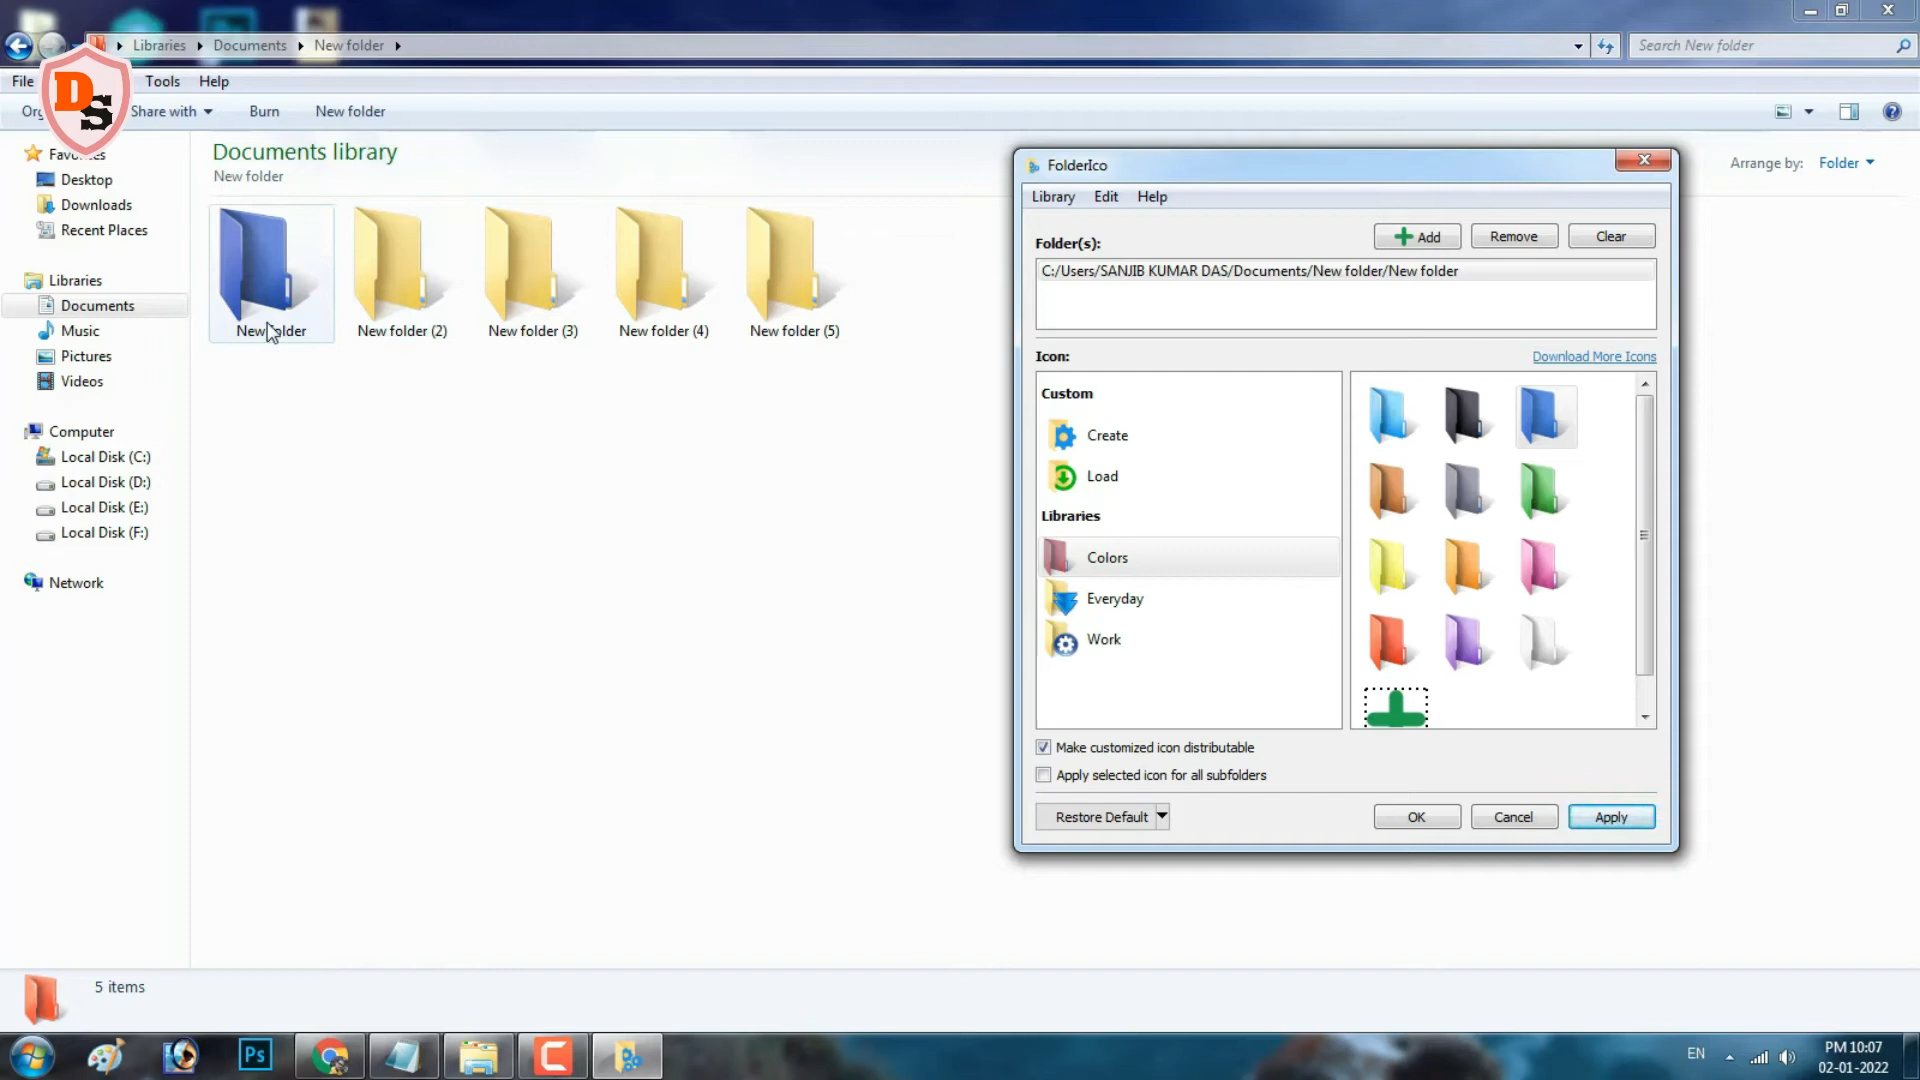 Libraries Documents New folder
Search New folder
File Tools Help
Share with Burn New folder
DS
Documents library
New folder
Arrange by: Folder
Favorites
Desktop
Downloads
Recent Places
Libraries
Documents
Music
Pictures
Videos
Computer
Local Disk (C:)
Local Disk (D:)
Local Disk (E:)
Local Disk (F:)
Network
New folder
New folder (2)
New folder (3)
New folder (4)
New folder (5)
FolderIco
Library Edit Help
Folder(s):
Add Remove Clear
C:/Users/SANJIB KUMAR DAS/Documents/New folder/New folder
Icon: Download More Icons
Custom
Create
Load
Libraries
Colors
Everyday
Work
Make customized icon distributable
Apply selected icon for all subfolders
Restore Default OK Cancel Apply
5 items
Ps
EN
PM 10:07
02-01-2022